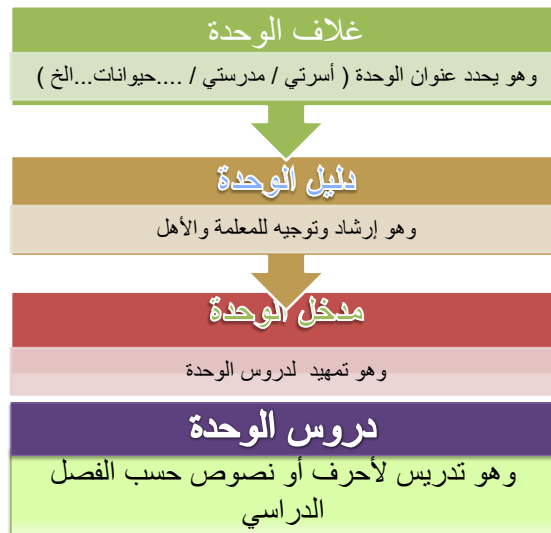 غلاف الوحدة
وهو يحدد عنوان الوحدة ( أسرتي / مدرستي / ....حيوانات...الخ )
دليل الوحدة
وهو إرشاد وتوجيه للمعلمة والأهل
مدخل الوحدة
وهو تمهيد لدروس الوحدة
دروس الوحدة
وهو تدريس لأحرف أو نصوص حسب الفصل
الدراسي